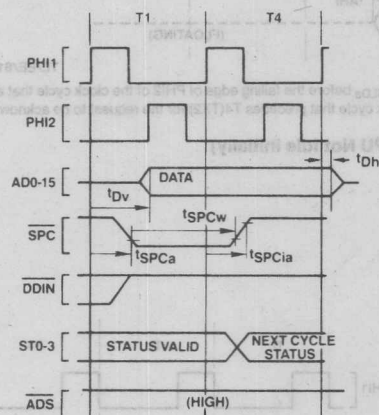 T1 T4
PHI1
PHI2
AD0-15 DATA tDh
tDv
tSPCw
SPC
tSPCa tSPCia
DDIN
ST0-3 STATUS VALID NEXT CYCLE
STATUS
ADS (HIGH)